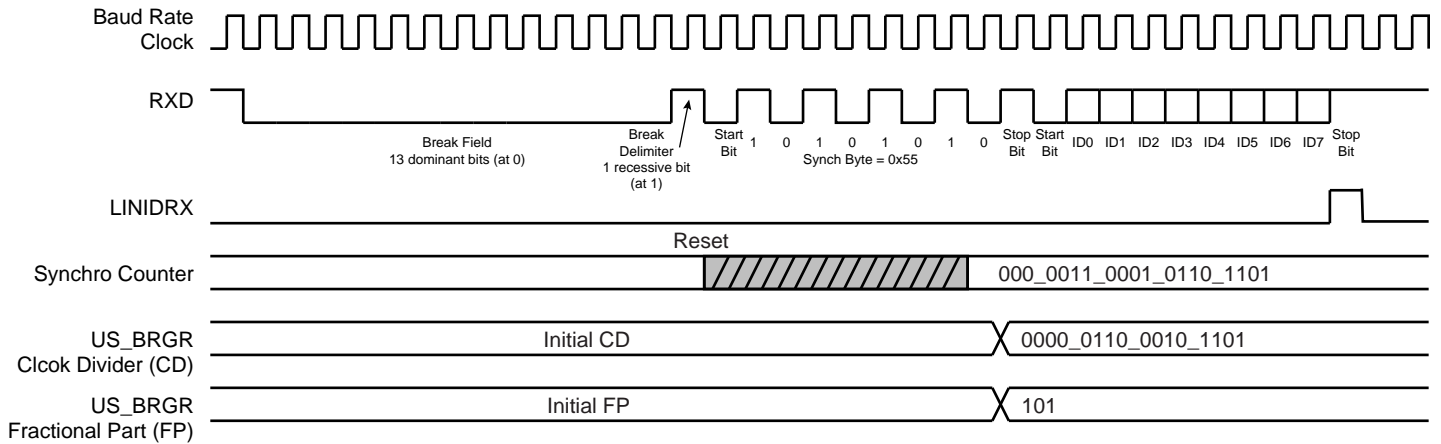 Baud Rate
Clock
RXD
Break Field
13 dominant bits (at 0)
Break
Delimiter
1 recessive bit
(at 1)
Start
Bit
1 0 1 0 1 0 1 0
Synch Byte = 0x55
Stop
Bit
Start
Bit
ID0 ID1 ID2 ID3 ID4 ID5 ID6 ID7
Stop
Bit
LINIDRX
Reset
Synchro Counter
000_0011_0001_0110_1101
US_BRGR
Clcok Divider (CD)
Initial CD
0000_0110_0010_1101
US_BRGR
Fractional Part (FP)
Initial FP
101